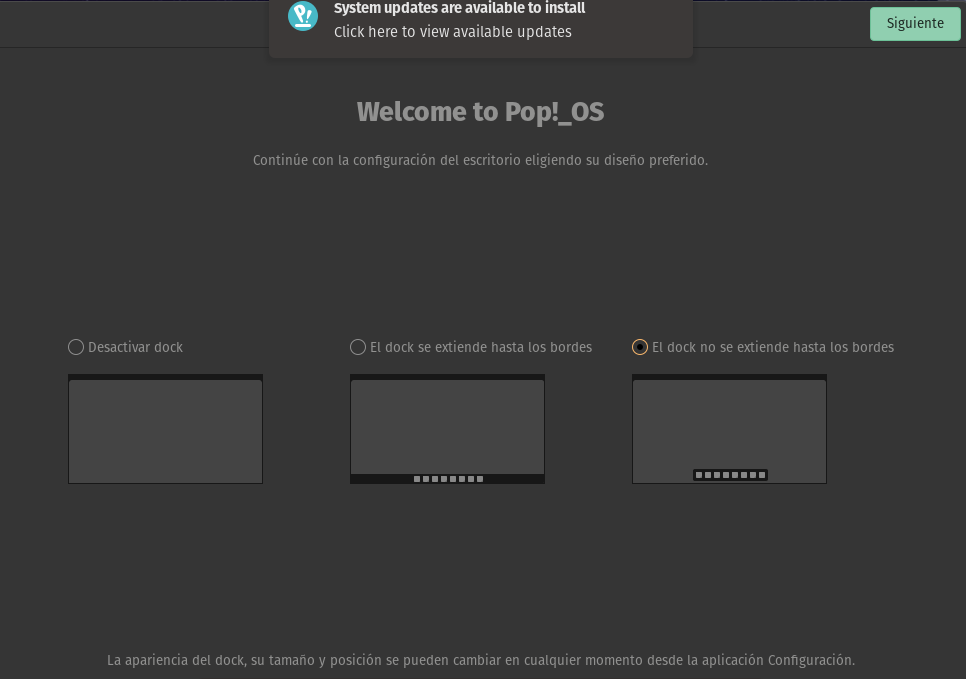 System updates are available to install
Click here to view available updates
Siguiente
Welcome to Pop!_OS
Continúe con la configuración del escritorio eligiendo su diseño preferido.
Desactivar dock
El dock se extiende hasta los bordes
El dock no se extiende hasta los bordes
La apariencia del dock, su tamaño y posición se pueden cambiar en cualquier momento desde la aplicación Configuración.